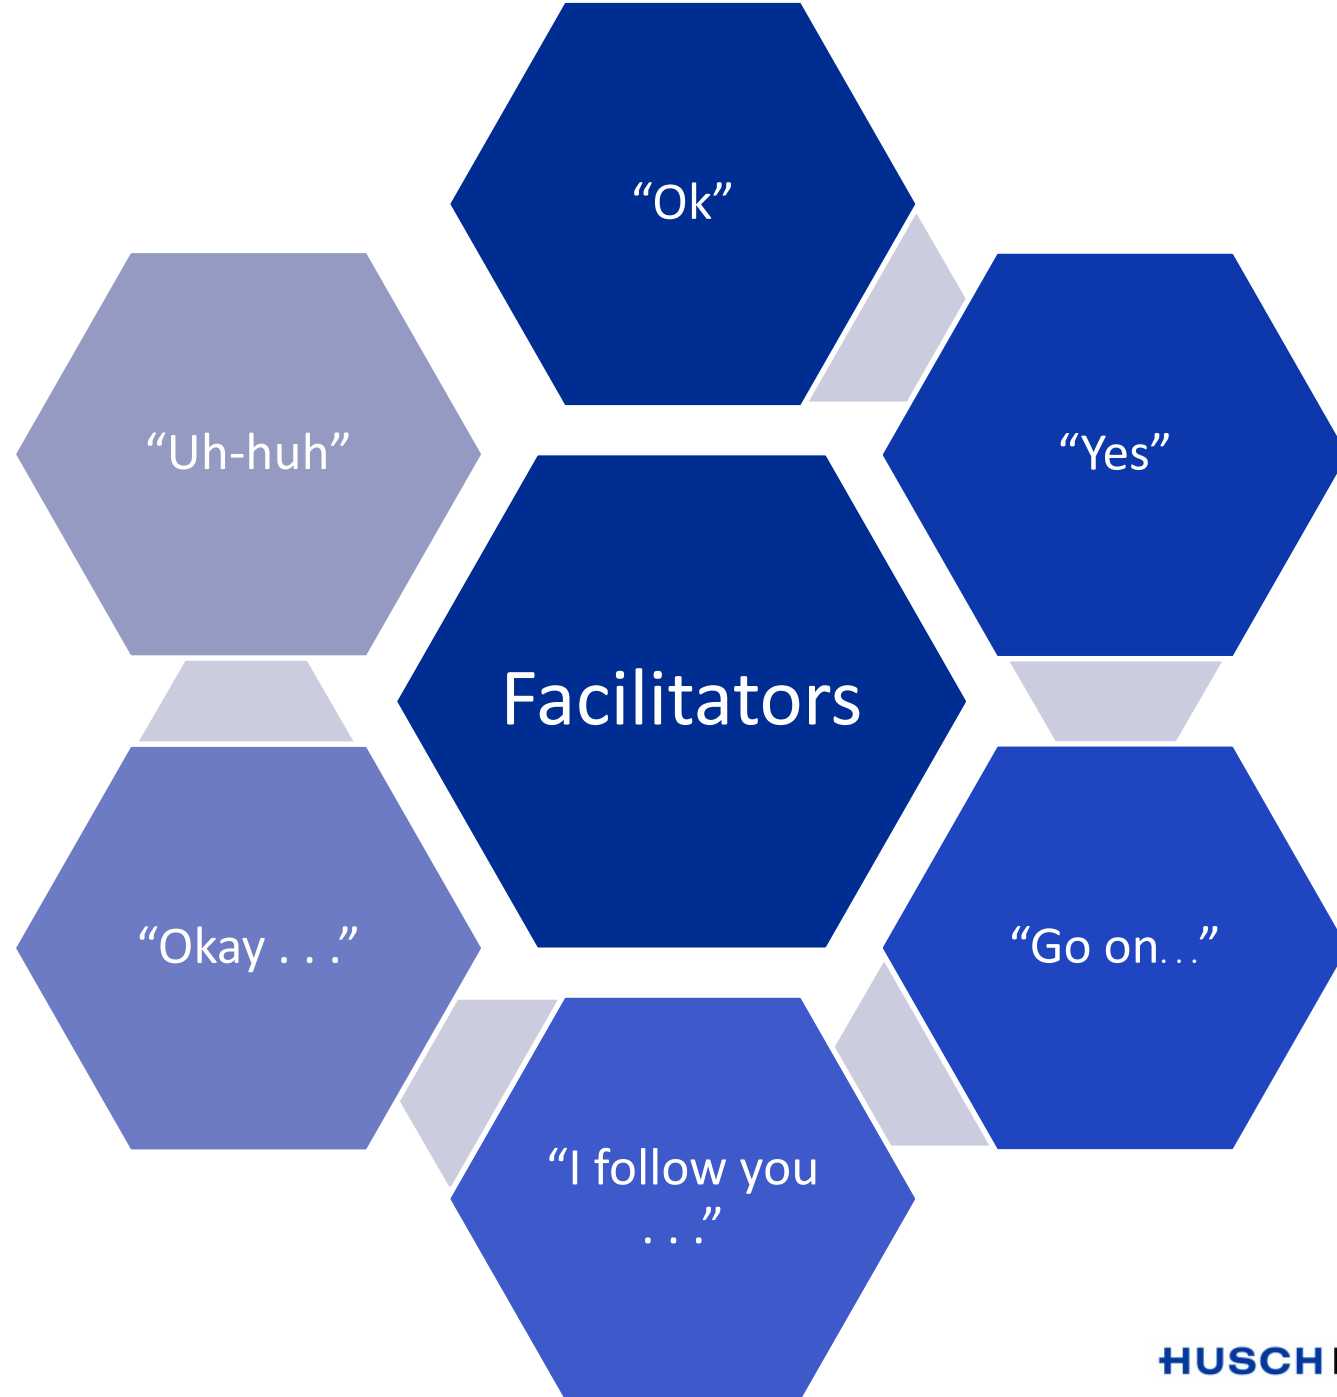 “Ok”
“Uh-huh”
“Yes”
Facilitators
“Okay . . .”
“Go on. . .”
“I follow you
. . .”
HUSCH